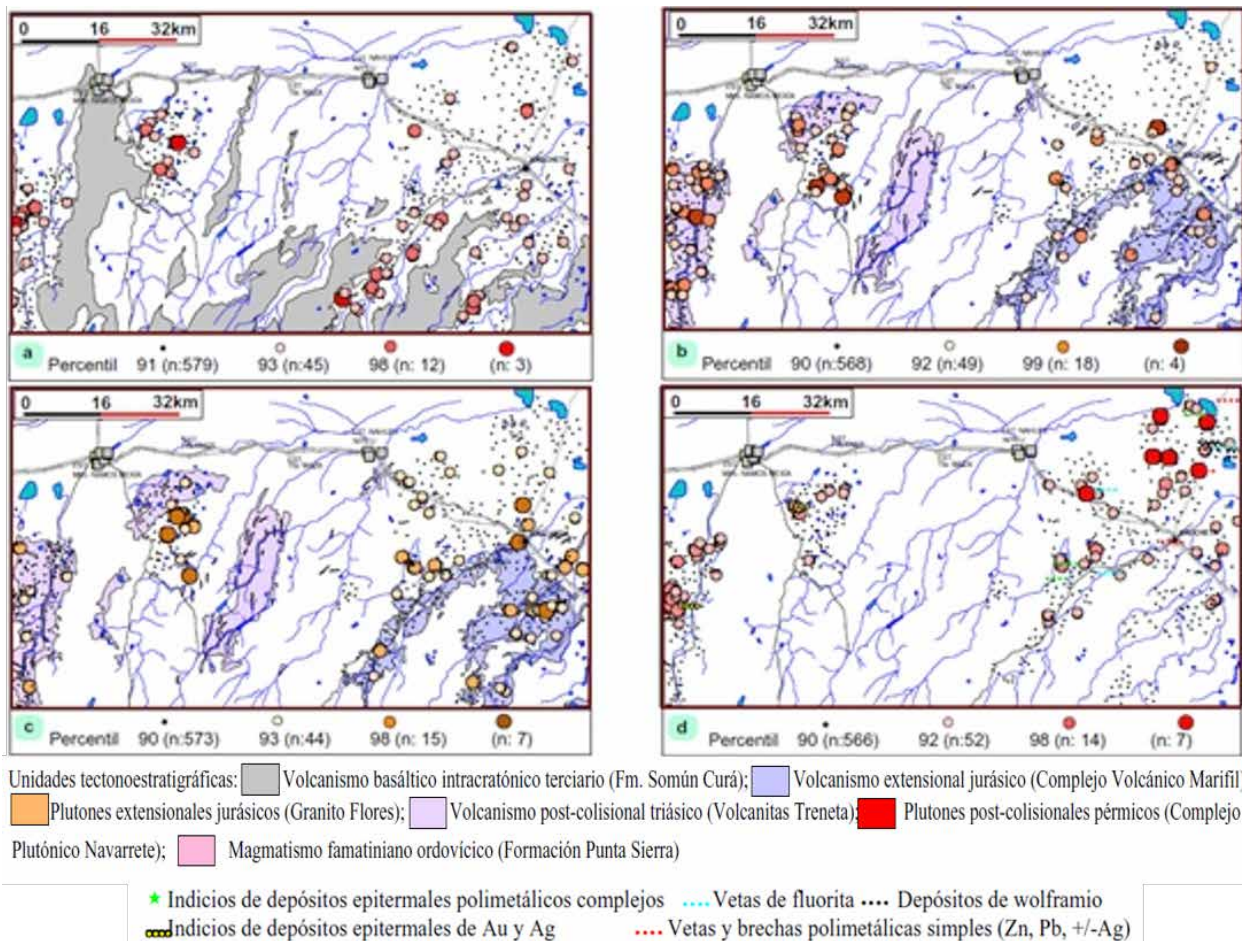 0 16 32km
0 16 32km
a Percentil 91 (n:579) 93 (n:45) 98 (n: 12) (n: 3)
b Percentil 90 (n:568) 92 (n:49) 99 (n: 18) (n: 4)
0 16 32km
0 16 32km
c Percentil 90 (n:573) 93 (n:44) 98 (n: 15) (n: 7)
d Percentil 90 (n:566) 92 (n:52) 98 (n: 14) (n: 7)
Unidades tectonoestratigráficas: Volcanismo basáltico intracratónico terciario (Fm. Somún Curá); Volcanismo extensional jurásico (Complejo Volcánico Marifil)
Plutones extensionales jurásicos (Granito Flores); Volcanismo post-colisional triásico (Volcanitas Treneta) Plutones post-colisionales pérmicos (Complejo
Plutónico Navarrete); Magmatismo famatiniano ordovícico (Formación Punta Sierra)
Indicios de depósitos epitermales polimetálicos complejos Vetas de fluorita Depósitos de wolframio
Indicios de depósitos epitermales de Au y Ag Vetas y brechas polimetálicas simples (Zn, Pb, +/-Ag)